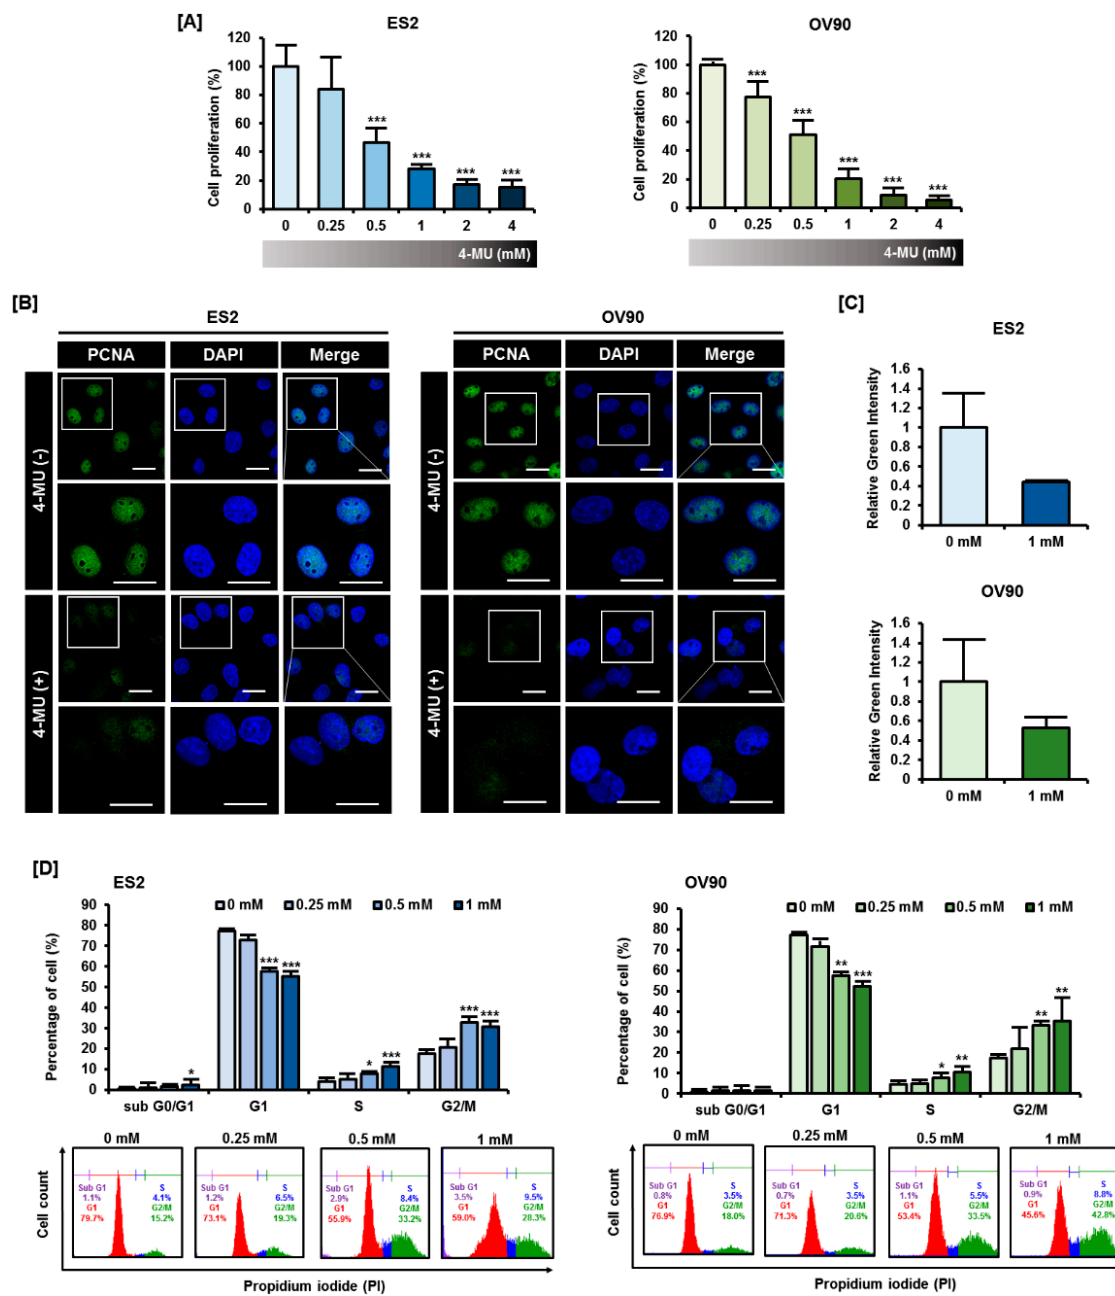 [A]
ES2
Cell proliferation (%)
120
100
80
60
40
20
0
*** *** *** ***
0 0.25 0.5 1 2 4
4-MU (mM)
OV90
Cell proliferation (%)
120
100
80
60
40
20
0
*** *** *** *** ***
0 0.25 0.5 1 2 4
4-MU (mM)
[B]
ES2
PCNA DAPI Merge
4-MU (-)
4-MU (+)
OV90
PCNA DAPI Merge
4-MU (-)
4-MU (+)
[C]
ES2
Relative Green Intensity
1.6
1.4
1.2
1
0.8
0.6
0.4
0.2
0
0 mM 1 mM
OV90
Relative Green Intensity
1.6
1.4
1.2
1
0.8
0.6
0.4
0.2
0
0 mM 1 mM
[D]
ES2
0 mM 0.25 mM 0.5 mM 1 mM
Percentage of cell (%)
90
80
70
60
50
40
30
20
10
0
* *** *** * *** *** ***
sub G0/G1 G1 S G2/M
0 mM 0.25 mM 0.5 mM 1 mM
Cell count
Sub G1 S
1.1% 4.1%
G1 G2/M
79.7% 15.2%
Sub G1 S
1.2% 6.5%
G1 G2/M
73.1% 19.3%
Sub G1 S
2.9% 8.4%
G1 G2/M
55.9% 33.2%
Sub G1 S
3.5% 9.5%
G1 G2/M
59.0% 28.3%
Propidium iodide (PI)
OV90
0 mM 0.25 mM 0.5 mM 1 mM
Percentage of cell (%)
90
80
70
60
50
40
30
20
10
0
** *** * ** ** **
sub G0/G1 G1 S G2/M
0 mM 0.25 mM 0.5 mM 1 mM
Cell count
Sub G1 S
0.8% 3.5%
G1 G2/M
76.9% 18.0%
Sub G1 S
0.7% 3.5%
G1 G2/M
71.3% 20.6%
Sub G1 S
1.1% 5.5%
G1 G2/M
53.4% 33.5%
Sub G1 S
0.9% 8.8%
G1 G2/M
45.6% 42.8%
Propidium iodide (PI)